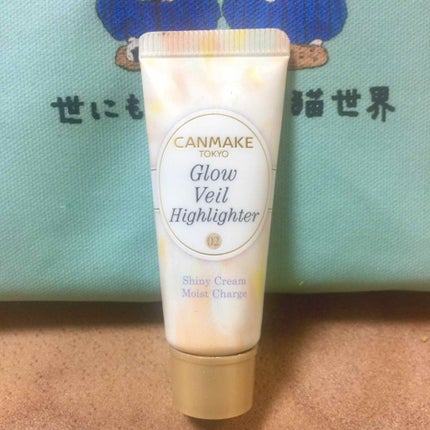 世にも 猫世界
CANMAKE
TOKYO
Glow
Veil
Highlighter
02
Shiny Cream
Moist Charge